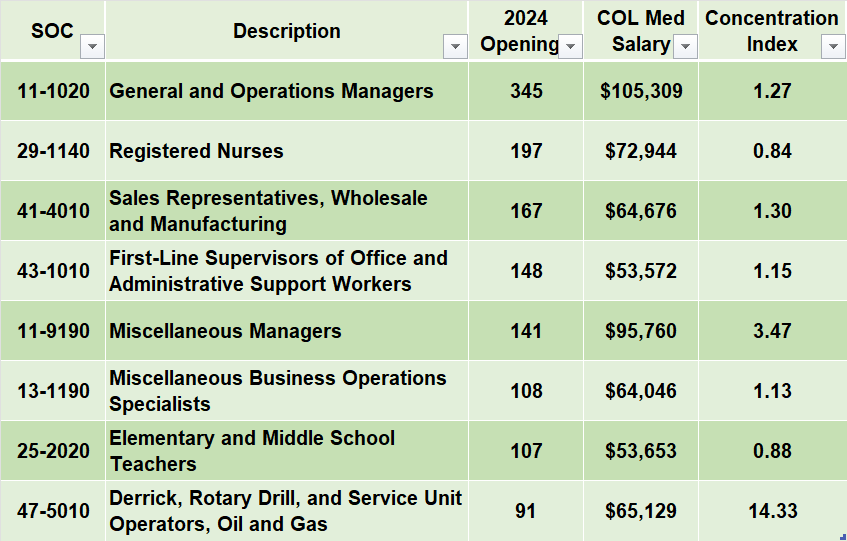 SOC
Description
2024
Opening
COL Med
Salary
Concentration
Index
11-1020 General and Operations Managers 345 $105,309 1.27
29-1140 Registered Nurses 197 $72,944 0.84
41-4010 Sales Representatives, Wholesale
and Manufacturing 167 $64,676 1.30
43-1010 First-Line Supervisors of Office and
Administrative Support Workers 148 $53,572 1.15
11-9190 Miscellaneous Managers 141 $95,760 3.47
13-1190 Miscellaneous Business Operations
Specialists 108 $64,046 1.13
25-2020 Elementary and Middle School
Teachers 107 $53,653 0.88
47-5010 Derrick, Rotary Drill, and Service Unit
Operators, Oil and Gas 91 $65,129 14.33